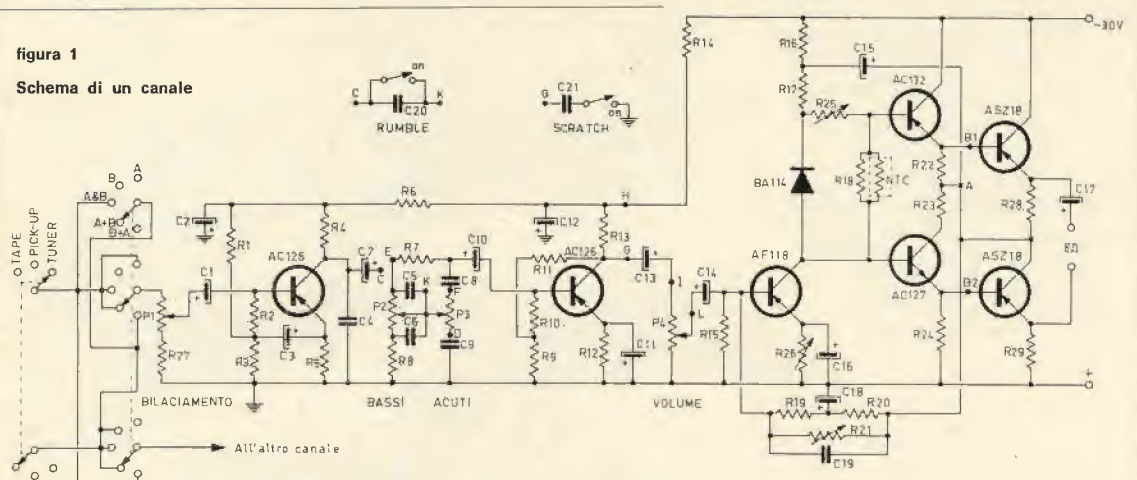 figura 1
Schema di un canale
~30V
R14
R16
C15
R17
R25
AC132
ASZ18
B1
C on K
C20
RUMBLE
G C21 on
SCRATCH
BA114
R18
NTC
R22
A
R23
C17
R28
8Ω
A
B
A&B
A+B
B+A
TAPE
PICK-UP
TUNER
C2
R6
C12
H
R1
R4
R13
AC126
C7
E
R7
C10
R11
AC126
G
C13
I
C14
AF118
AC127
B2
ASZ18
C1
P1
R2
C
C5
K
C8
F
P2
P3
R10
P4
L
R15
C4
C6
D
C9
R26
C16
R24
R29
R77
R3
C3
R5
R8
R9
R12
C11
+
BILACIAMENTO
BASSI
ACUTI
VOLUME
C18
R19
R20
R21
C19
All'altro canale